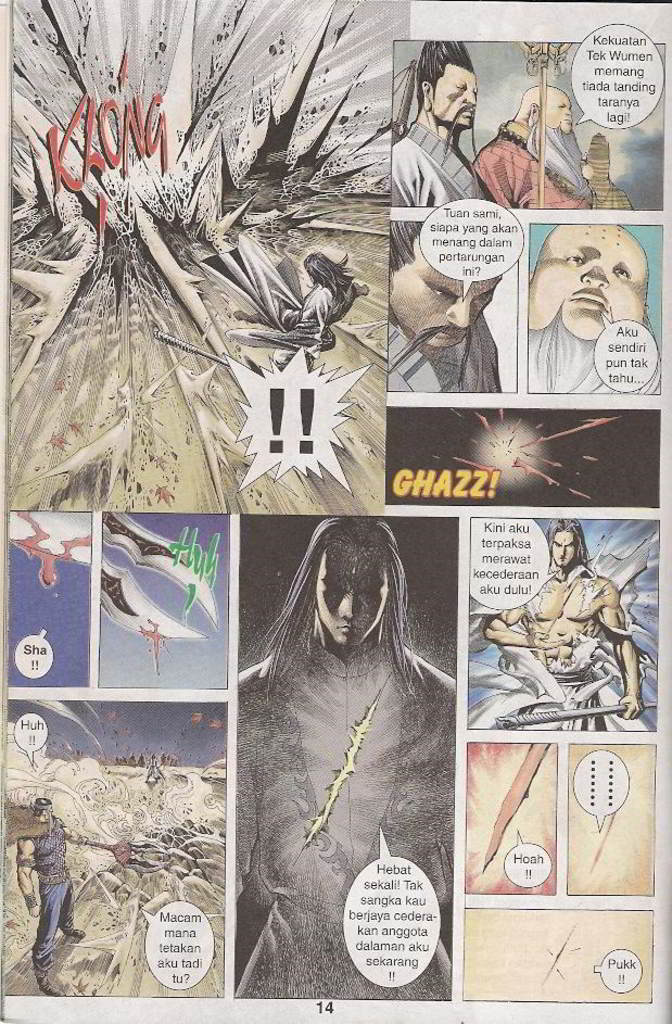 KLONG
!!
Kekuatan
Tek Wumen
memang
tiada tanding
taranya
lagi!
Tuan sami,
siapa yang akan
menang dalam
pertarungan
ini?
Aku
sendiri
pun tak
tahu...
GHAZZ!
Sha
!!
Huh
Huh
!!
Macam
mana
tetakan
aku tadi
tu?
Hebat
sekali! Tak
sangka kau
berjaya cedera-
kan anggota
dalaman aku
sekarang
!!
Kini aku
terpaksa
merawat
kecederaan
aku dulu!
Hoah
!!
Pukk
!!
14